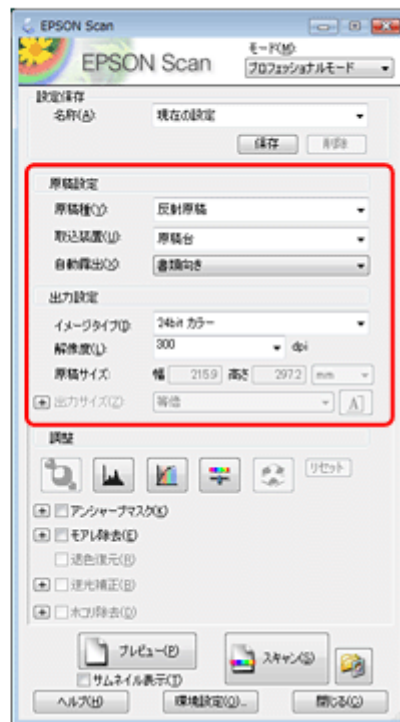 EPSON Scan
EPSON Scan
モード(M):
プロフェッショナルモード
設定保存
名称(A):
現在の設定
保存
削除
原稿設定
原稿種(Y):
反射原稿
取込装置(U):
原稿台
自動露出(X):
書類向き
出力設定
イメージタイプ(I):
24bit カラー
解像度(L):
300
dpi
原稿サイズ:
幅 215.9 高さ 297.2 mm
出力サイズ(Z):
等倍
A
調整
リセット
アンシャープマスク(K)
モアレ除去(E)
退色復元(R)
逆光補正(B)
ホコリ除去(D)
プレビュー(P)
スキャン(S)
サムネイル表示(T)
ヘルプ(H)
環境設定(O)...
閉じる(C)